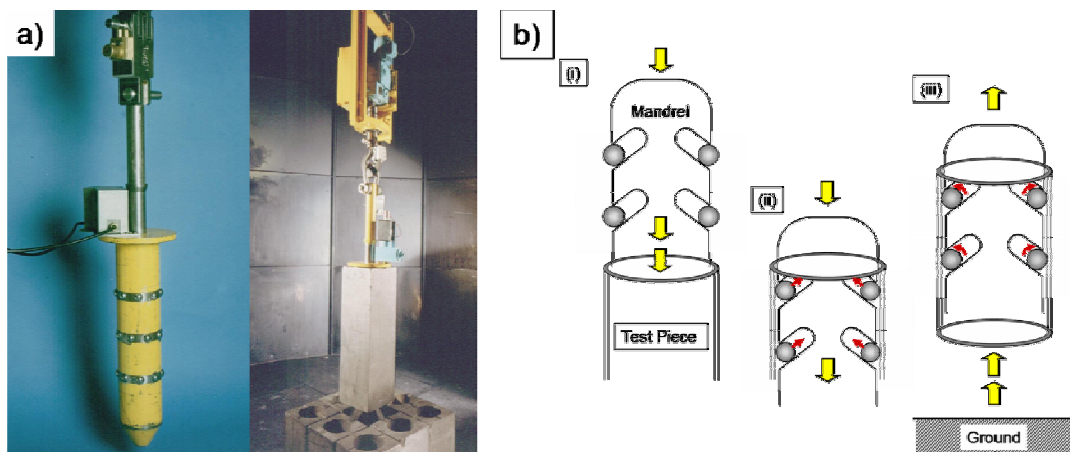 a)
b)
(i)
Mandrel
(ii)
(iii)
Test Piece
Ground